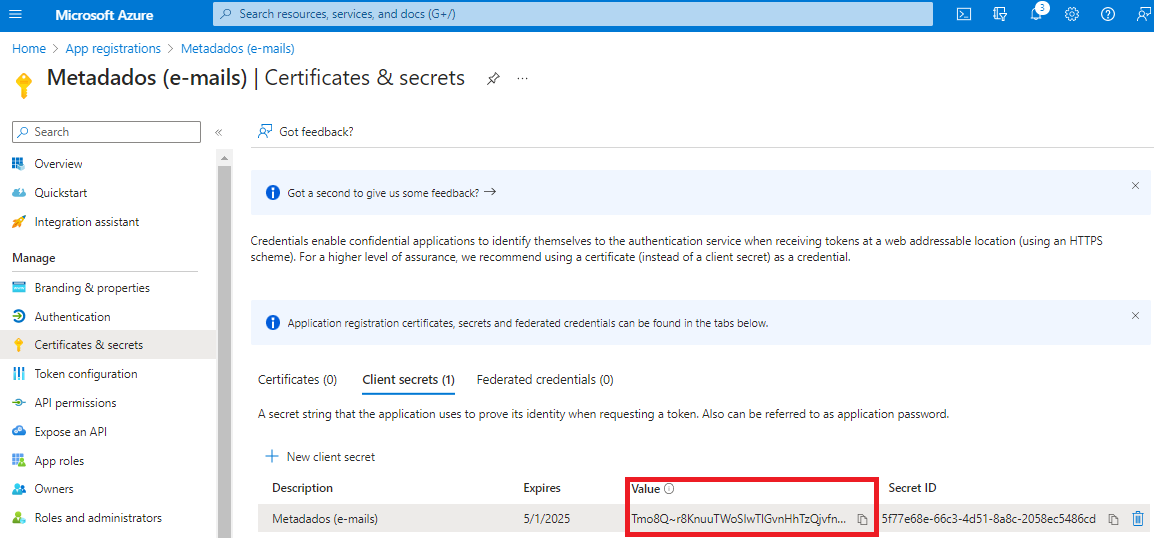 Microsoft Azure
Search resources, services, and docs (G+/)
3
Home > App registrations > Metadados (e-mails)
Metadados (e-mails) | Certificates & secrets
Search
«
Got feedback?
Overview
Quickstart
Integration assistant
Manage
Branding & properties
Authentication
Certificates & secrets
Token configuration
API permissions
Expose an API
App roles
Owners
Roles and administrators
Got a second to give us some feedback? →
Credentials enable confidential applications to identify themselves to the authentication service when receiving tokens at a web addressable location (using an HTTPS
scheme). For a higher level of assurance, we recommend using a certificate (instead of a client secret) as a credential.
Application registration certificates, secrets and federated credentials can be found in the tabs below.
Certificates (0) Client secrets (1) Federated credentials (0)
A secret string that the application uses to prove its identity when requesting a token. Also can be referred to as application password.
+ New client secret
Description Expires Value Secret ID
Metadados (e-mails) 5/1/2025 Tmo8Q~r8KnuuTWoSIwTlGvnHhTzQjvfn... 5f77e68e-66c3-4d51-8a8c-2058ec5486cd